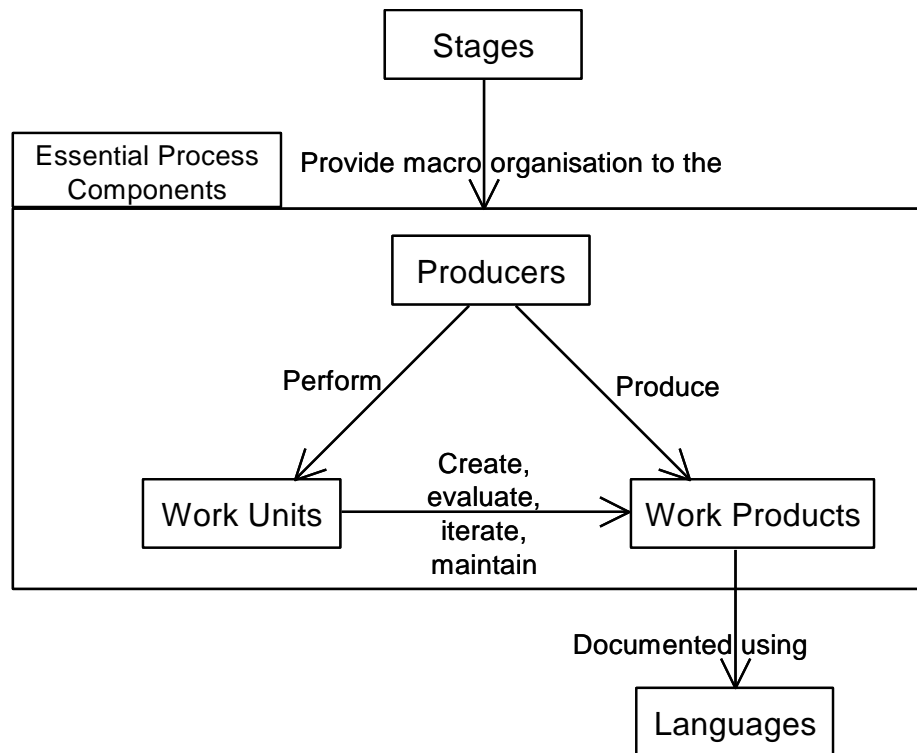 Stages
Essential Process
Components
Provide macro organisation to the
Producers
Perform
Produce
Create,
evaluate,
iterate,
maintain
Work Units
Work Products
Documented using
Languages